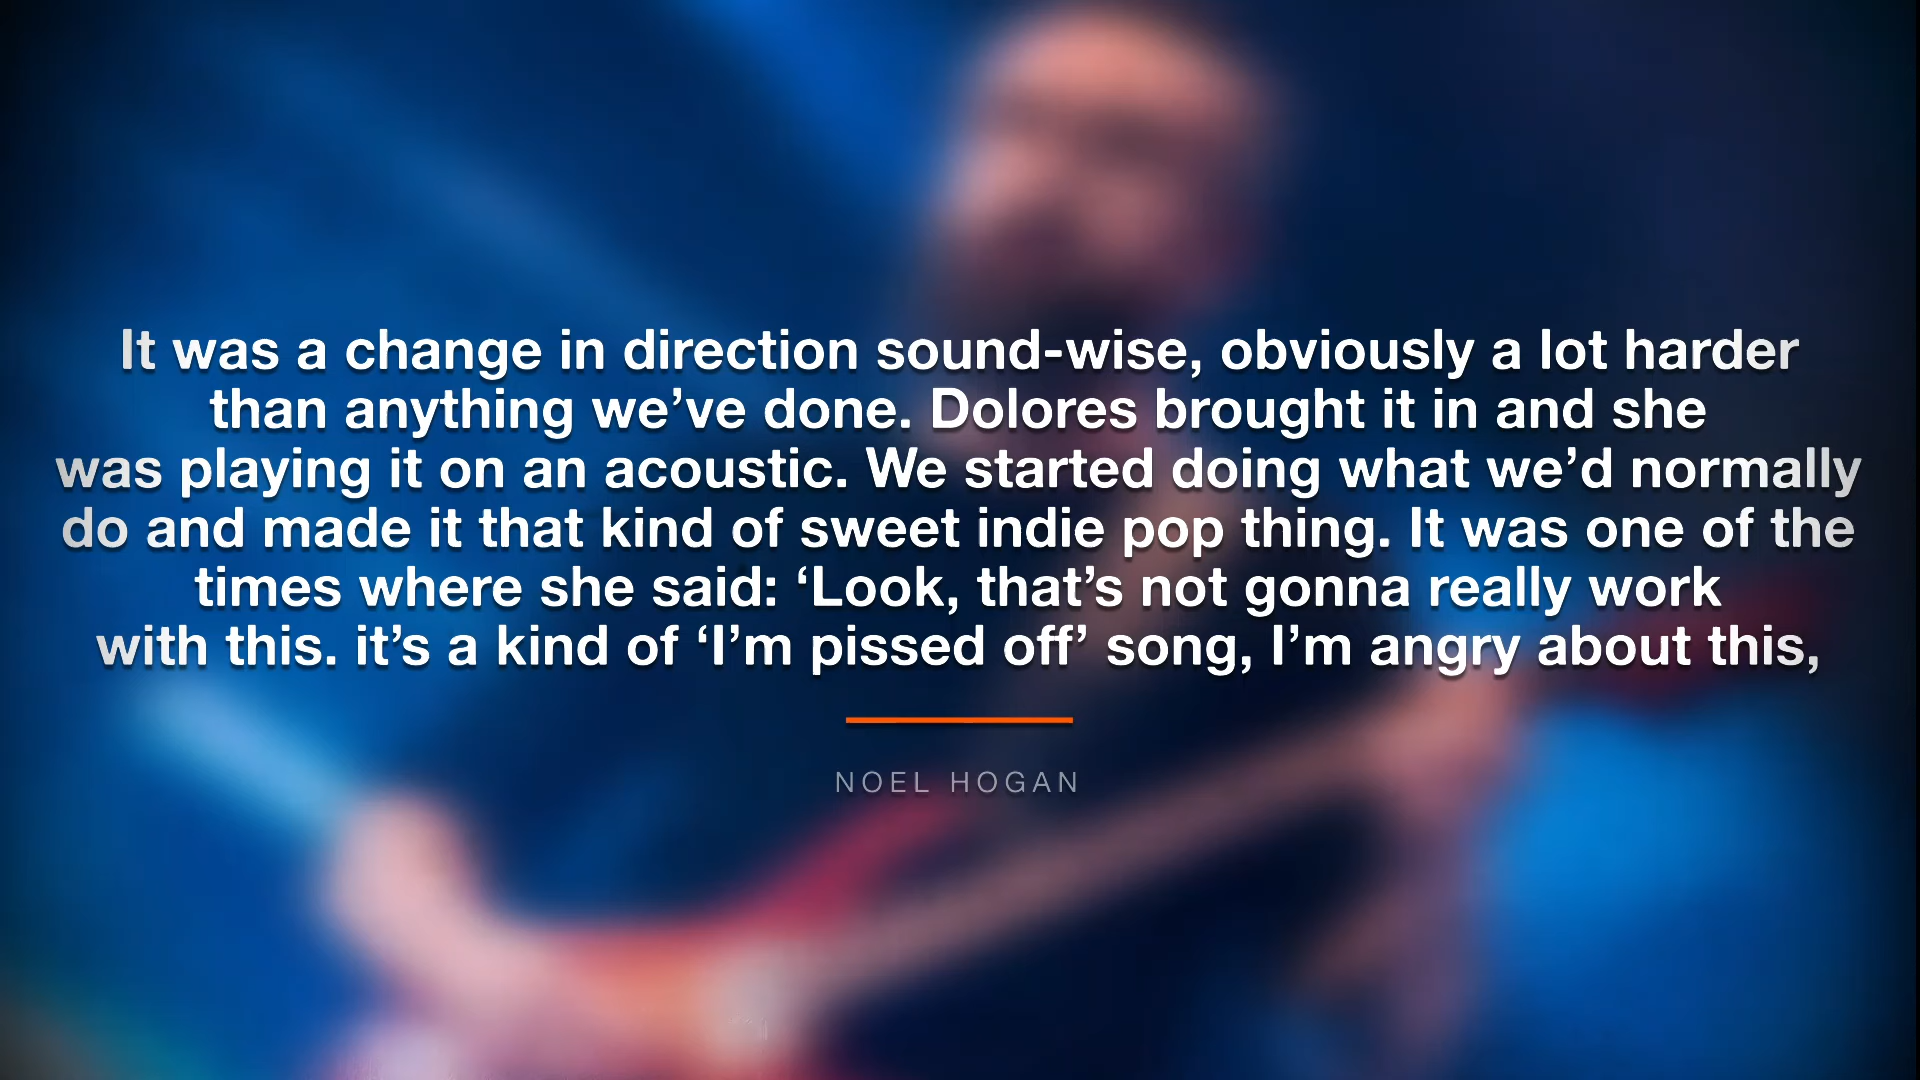 It was a change in direction sound-wise, obviously a lot harder
than anything we’ve done. Dolores brought it in and she
was playing it on an acoustic. We started doing what we’d normally
do and made it that kind of sweet indie pop thing. It was one of the
times where she said: ‘Look, that’s not gonna really work
with this. it’s a kind of ‘I’m pissed off’ song, I’m angry about this,
NOEL HOGAN